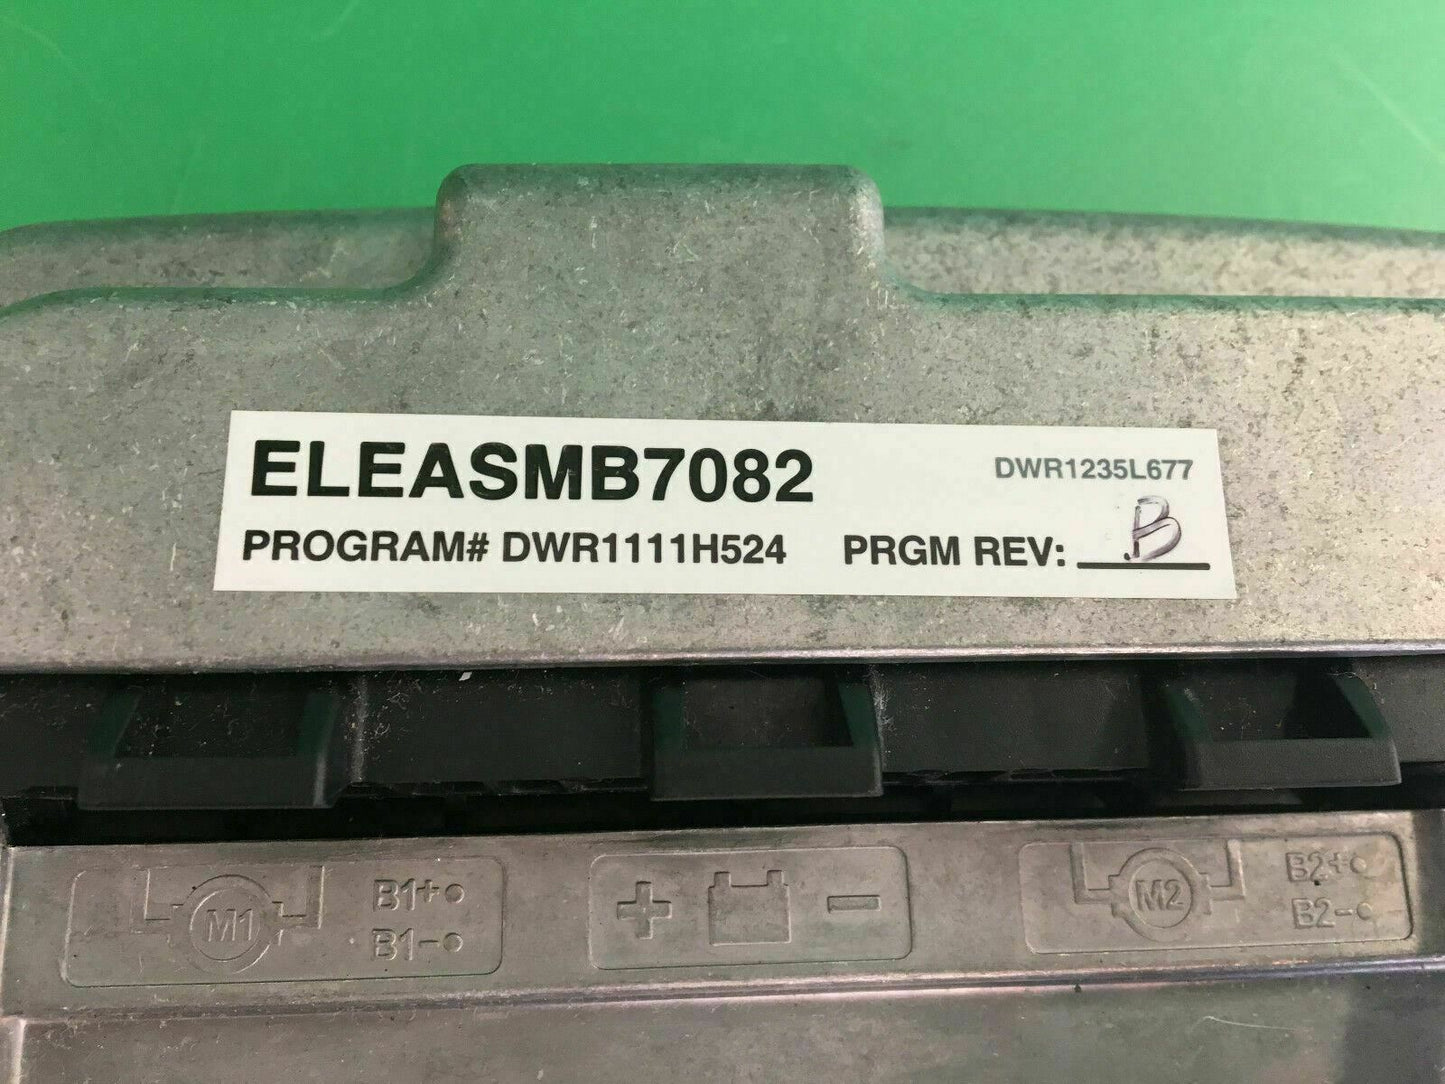 ELEASMB7082 DWR1235L677
PROGRAM# DWR1111H524 PRGM REV: B
M1 B1+ + - M2 B2+
B1- B2-